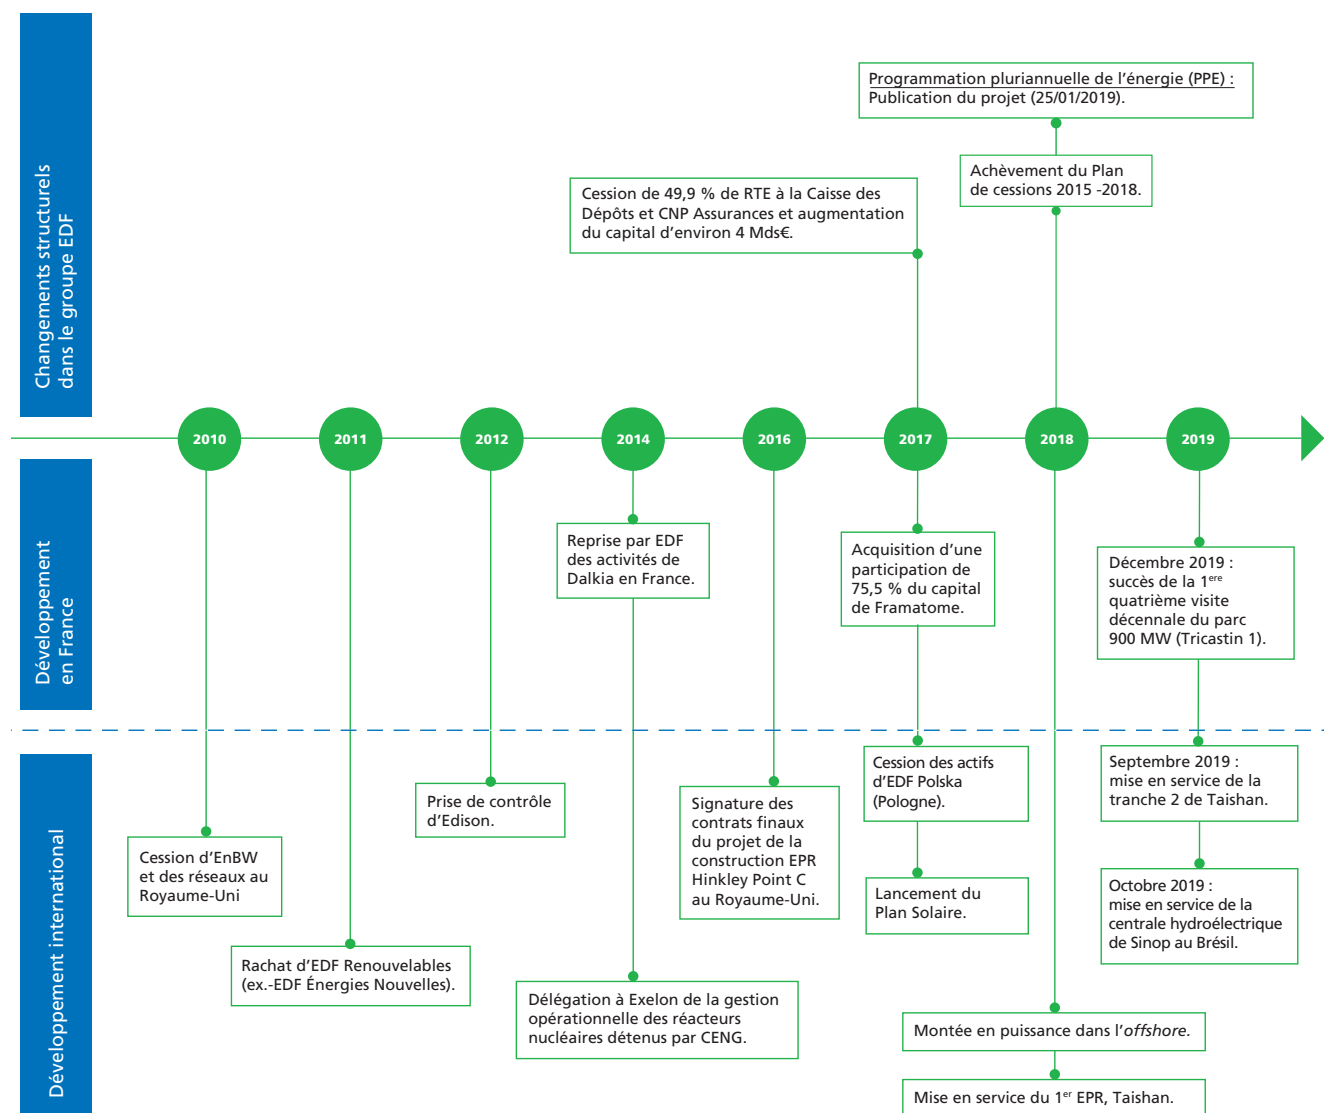 Changements structurels
dans le groupe EDF
Programmation pluriannuelle de l’énergie (PPE) :
Publication du projet (25/01/2019).
Achèvement du Plan
de cessions 2015 -2018.
Cession de 49,9 % de RTE à la Caisse des
Dépôts et CNP Assurances et augmentation
du capital d’environ 4 Mds€.
2010
2011
2012
2014
2016
2017
2018
2019
Développement
en France
Reprise par EDF
des activités de
Dalkia en France.
Acquisition d’une
participation de
75,5 % du capital
de Framatome.
Décembre 2019 :
succès de la 1ere
quatrième visite
décennale du parc
900 MW (Tricastin 1).
Développement international
Cession d’EnBW
et des réseaux au
Royaume-Uni
Rachat d’EDF Renouvelables
(ex.-EDF Énergies Nouvelles).
Prise de contrôle
d’Edison.
Délégation à Exelon de la gestion
opérationnelle des réacteurs
nucléaires détenus par CENG.
Signature des
contrats finaux
du projet de la
construction EPR
Hinkley Point C
au Royaume-Uni.
Cession des actifs
d’EDF Polska
(Pologne).
Lancement du
Plan Solaire.
Montée en puissance dans l’offshore.
Mise en service du 1er EPR, Taishan.
Septembre 2019 :
mise en service de la
tranche 2 de Taishan.
Octobre 2019 :
mise en service de la
centrale hydroélectrique
de Sinop au Brésil.